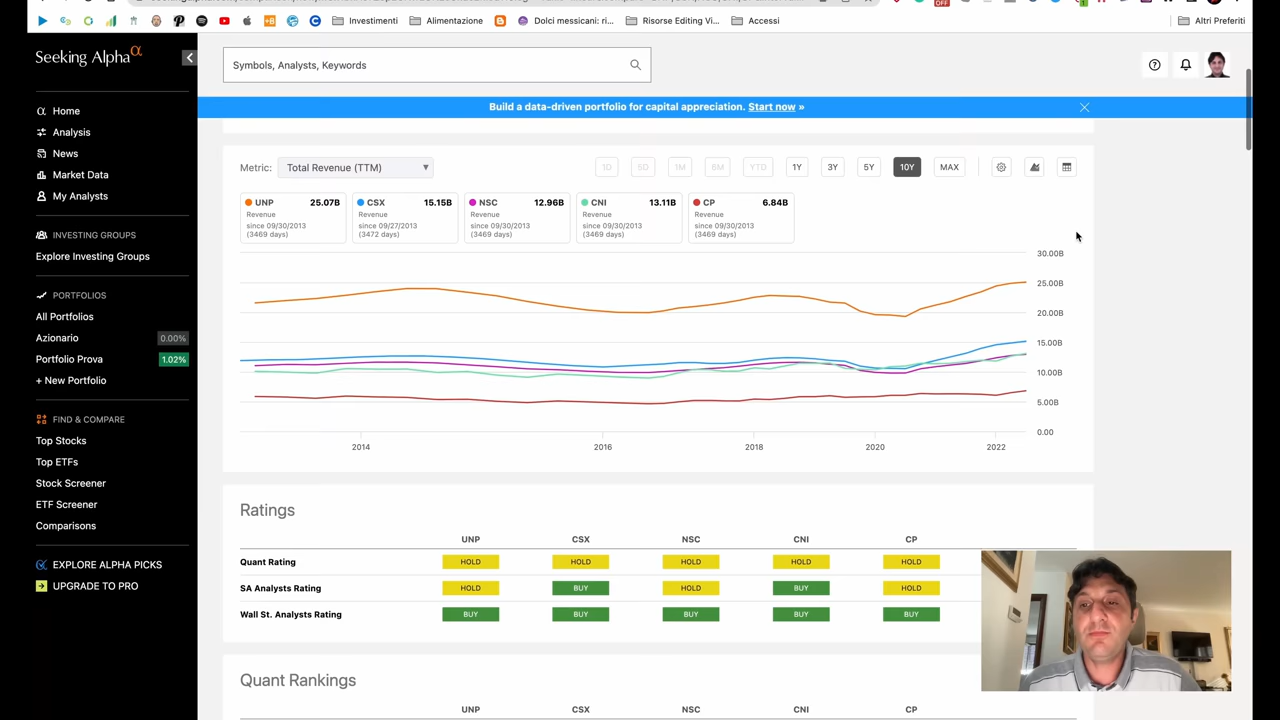 Investimenti
Alimentazione
Dolci messicani: ri...
Risorse Editing Vi...
Accessi
Altri Preferiti
OFF
Seeking Alpha α
Symbols, Analysts, Keywords
Build a data-driven portfolio for capital appreciation. Start now »
Home
Analysis
News
Market Data
My Analysts
INVESTING GROUPS
Explore Investing Groups
PORTFOLIOS
All Portfolios
Azionario 0.00%
Portfolio Prova 1.02%
+ New Portfolio
FIND & COMPARE
Top Stocks
Top ETFs
Stock Screener
ETF Screener
Comparisons
EXPLORE ALPHA PICKS
UPGRADE TO PRO
Metric: Total Revenue (TTM)
1D 5D 1M 6M YTD 1Y 3Y 5Y 10Y MAX
UNP 25.07B
Revenue
since 09/30/2013
(3469 days)
CSX 15.15B
Revenue
since 09/27/2013
(3472 days)
NSC 12.96B
Revenue
since 09/30/2013
(3469 days)
CNI 13.11B
Revenue
since 09/30/2013
(3469 days)
CP 6.84B
Revenue
since 09/30/2013
(3469 days)
30.00B
25.00B
20.00B
15.00B
10.00B
5.00B
0.00
2014 2016 2018 2020 2022
Ratings
UNP CSX NSC CNI CP
Quant Rating HOLD HOLD HOLD HOLD HOLD
SA Analysts Rating HOLD BUY HOLD BUY HOLD
Wall St. Analysts Rating BUY BUY BUY BUY BUY
Quant Rankings
UNP CSX NSC CNI CP